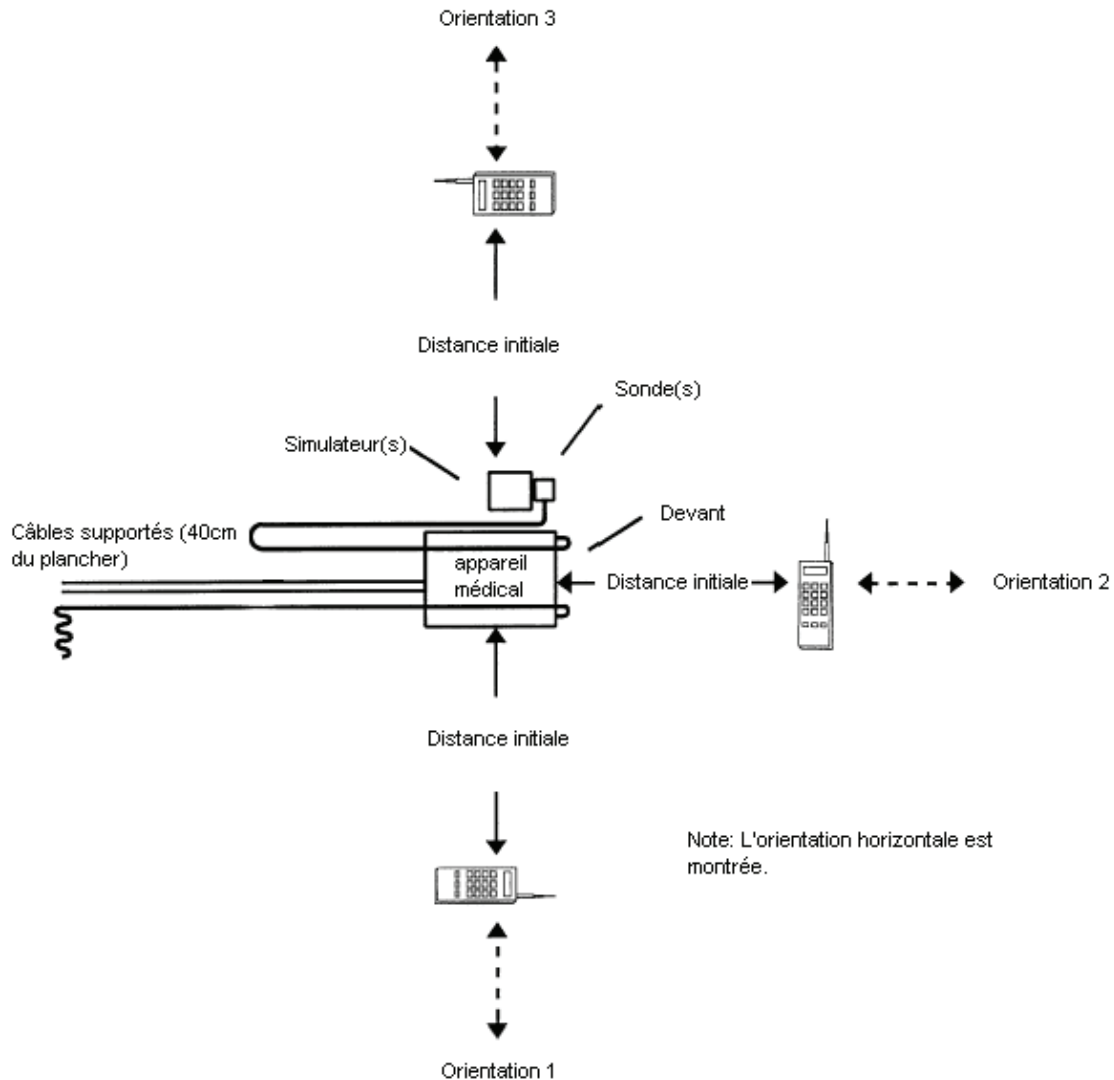 Orientation 3
Distance initiale
Sonde(s)
Simulateur(s)
Devant
Câbles supportés (40cm
du plancher)
appareil
médical
Distance initiale
Orientation 2
Distance initiale
Note: L'orientation horizontale est
montrée.
Orientation 1